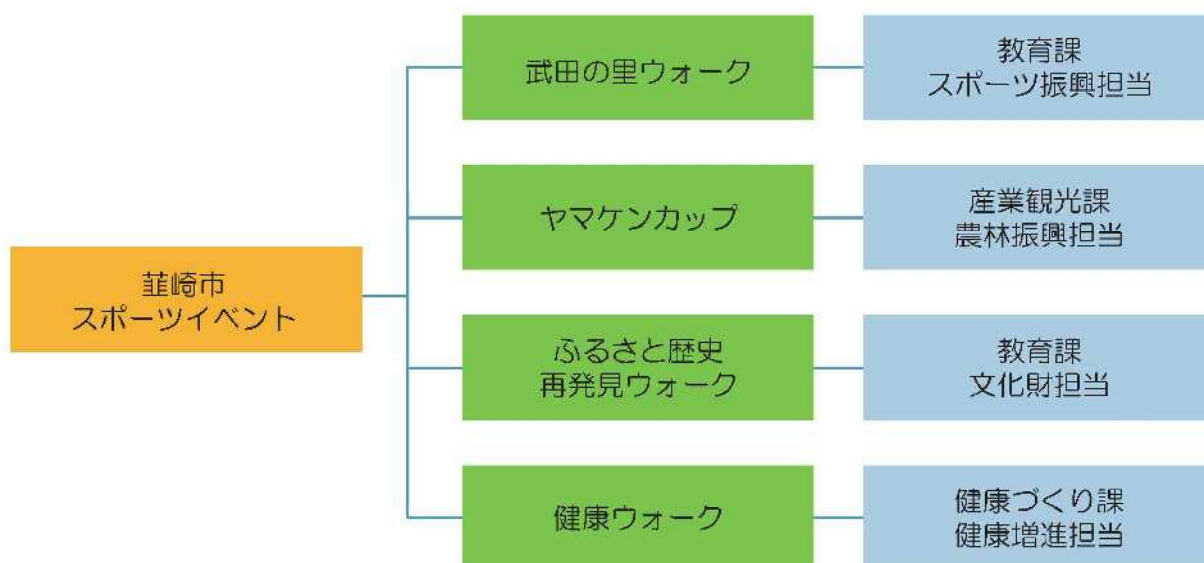 武田の里ウォーク
教育課
スポーツ振興担当
ヤマケンカップ
産業観光課
農林振興担当
韮崎市
スポーツイベント
ふるさと歴史
再発見ウォーク
教育課
文化財担当
健康ウォーク
健康づくり課
健康増進担当